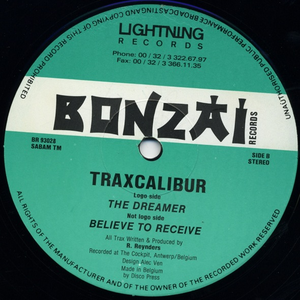 LIGHTNING
RECORDS
Phone: 00 / 32 / 3 322.67.97
Fax: 00 / 32 / 3 366.11.35
UNAUTHORISED PUBLIC PERFORMANCE BROADCASTING AND COPYING OF THIS RECORD PROHIBITED
BONZAI
RECORDS
BR 93028
SABAM TM
SIDE B
STEREO
TRAXCALIBUR
Logo side
THE DREAMER
Not logo side
BELIEVE TO RECEIVE
All Trax Written & Produced by
R. Reynders
Recorded at The Cockpit, Antwerp/Belgium
Design Alec Ven
Made in Belgium
by Disco Press
ALL RIGHTS OF THE MANUFACTURER AND OF THE OWNER OF THE RECORDED WORK RESERVED